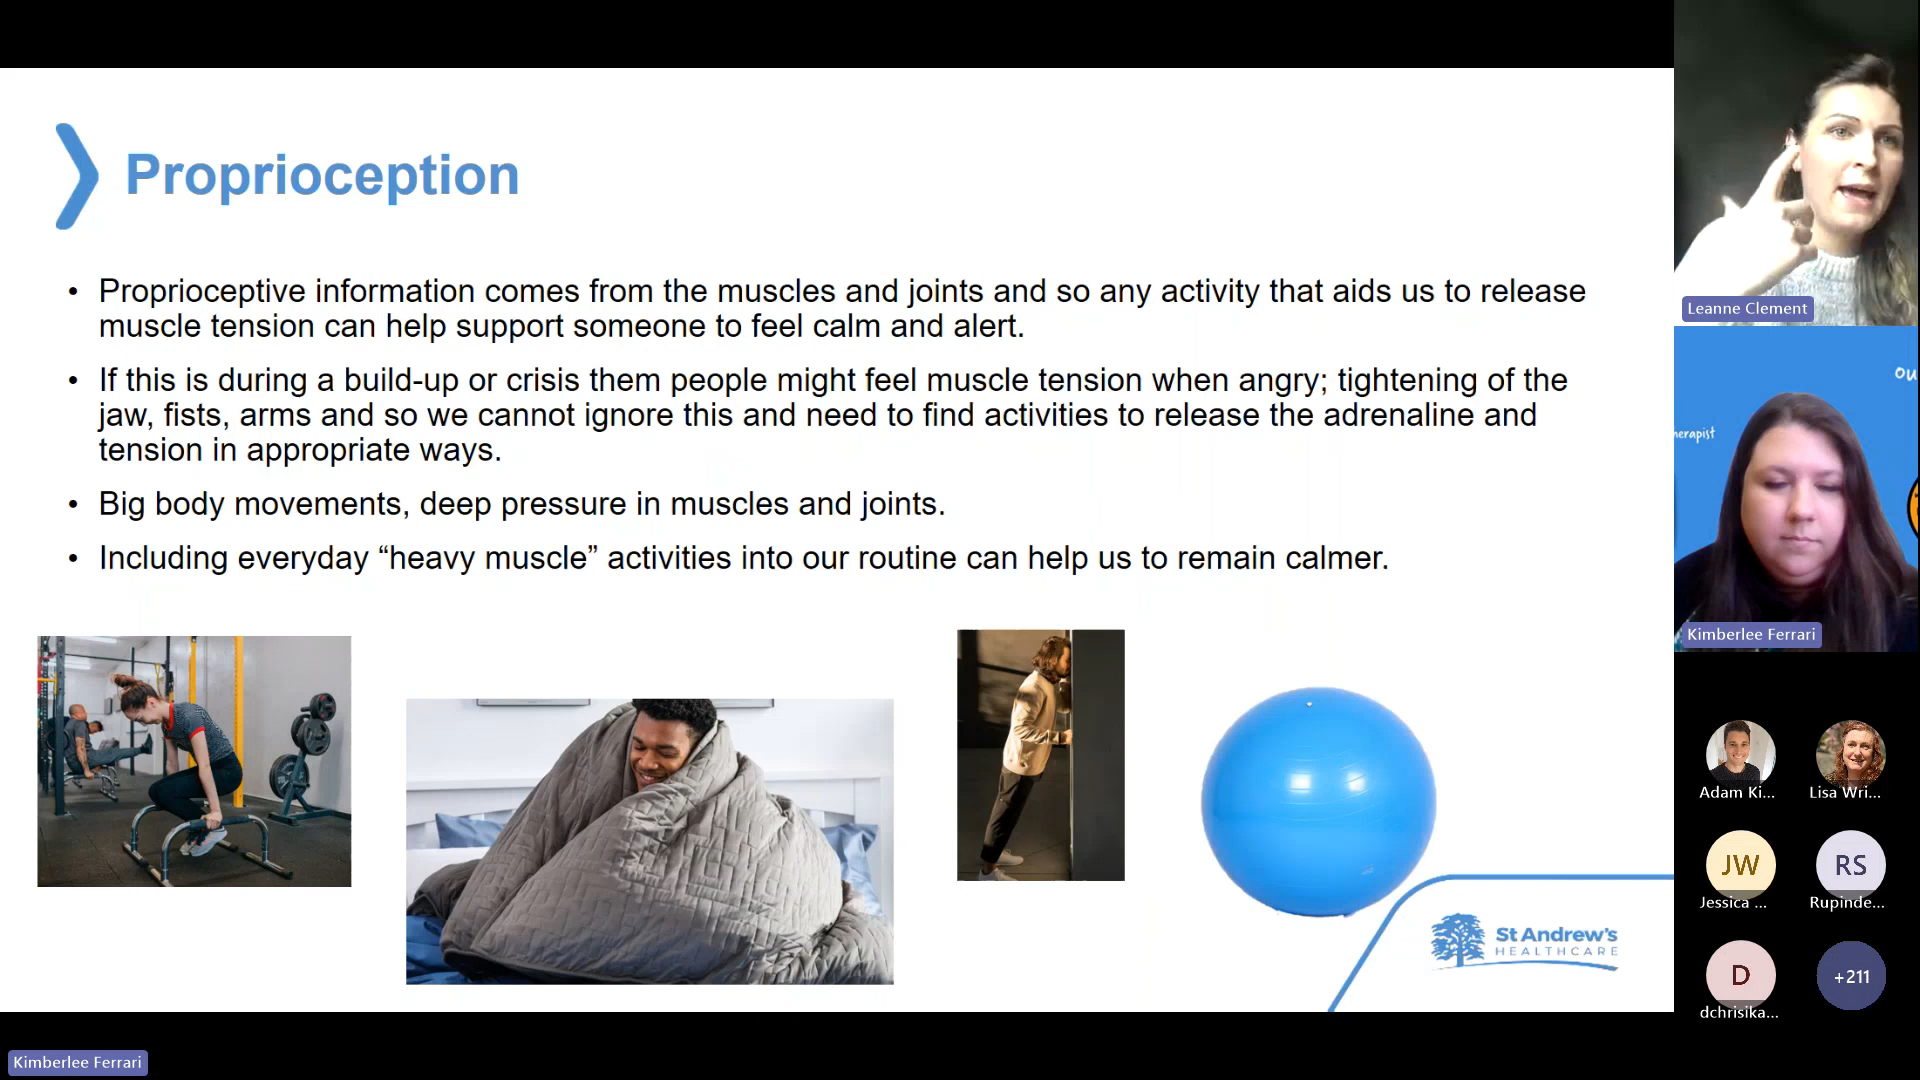 Proprioception
• Proprioceptive information comes from the muscles and joints and so any activity that aids us to release
muscle tension can help support someone to feel calm and alert.
• If this is during a build-up or crisis them people might feel muscle tension when angry; tightening of the
jaw, fists, arms and so we cannot ignore this and need to find activities to release the adrenaline and
tension in appropriate ways.
• Big body movements, deep pressure in muscles and joints.
• Including everyday “heavy muscle” activities into our routine can help us to remain calmer.
St Andrew's
HEALTHCARE
Kimberlee Ferrari
Leanne Clement
ou
herapist
Kimberlee Ferrari
Adam Ki...
Lisa Wri...
JW
RS
Jessica ...
Rupinde...
D
+211
dchrisika...